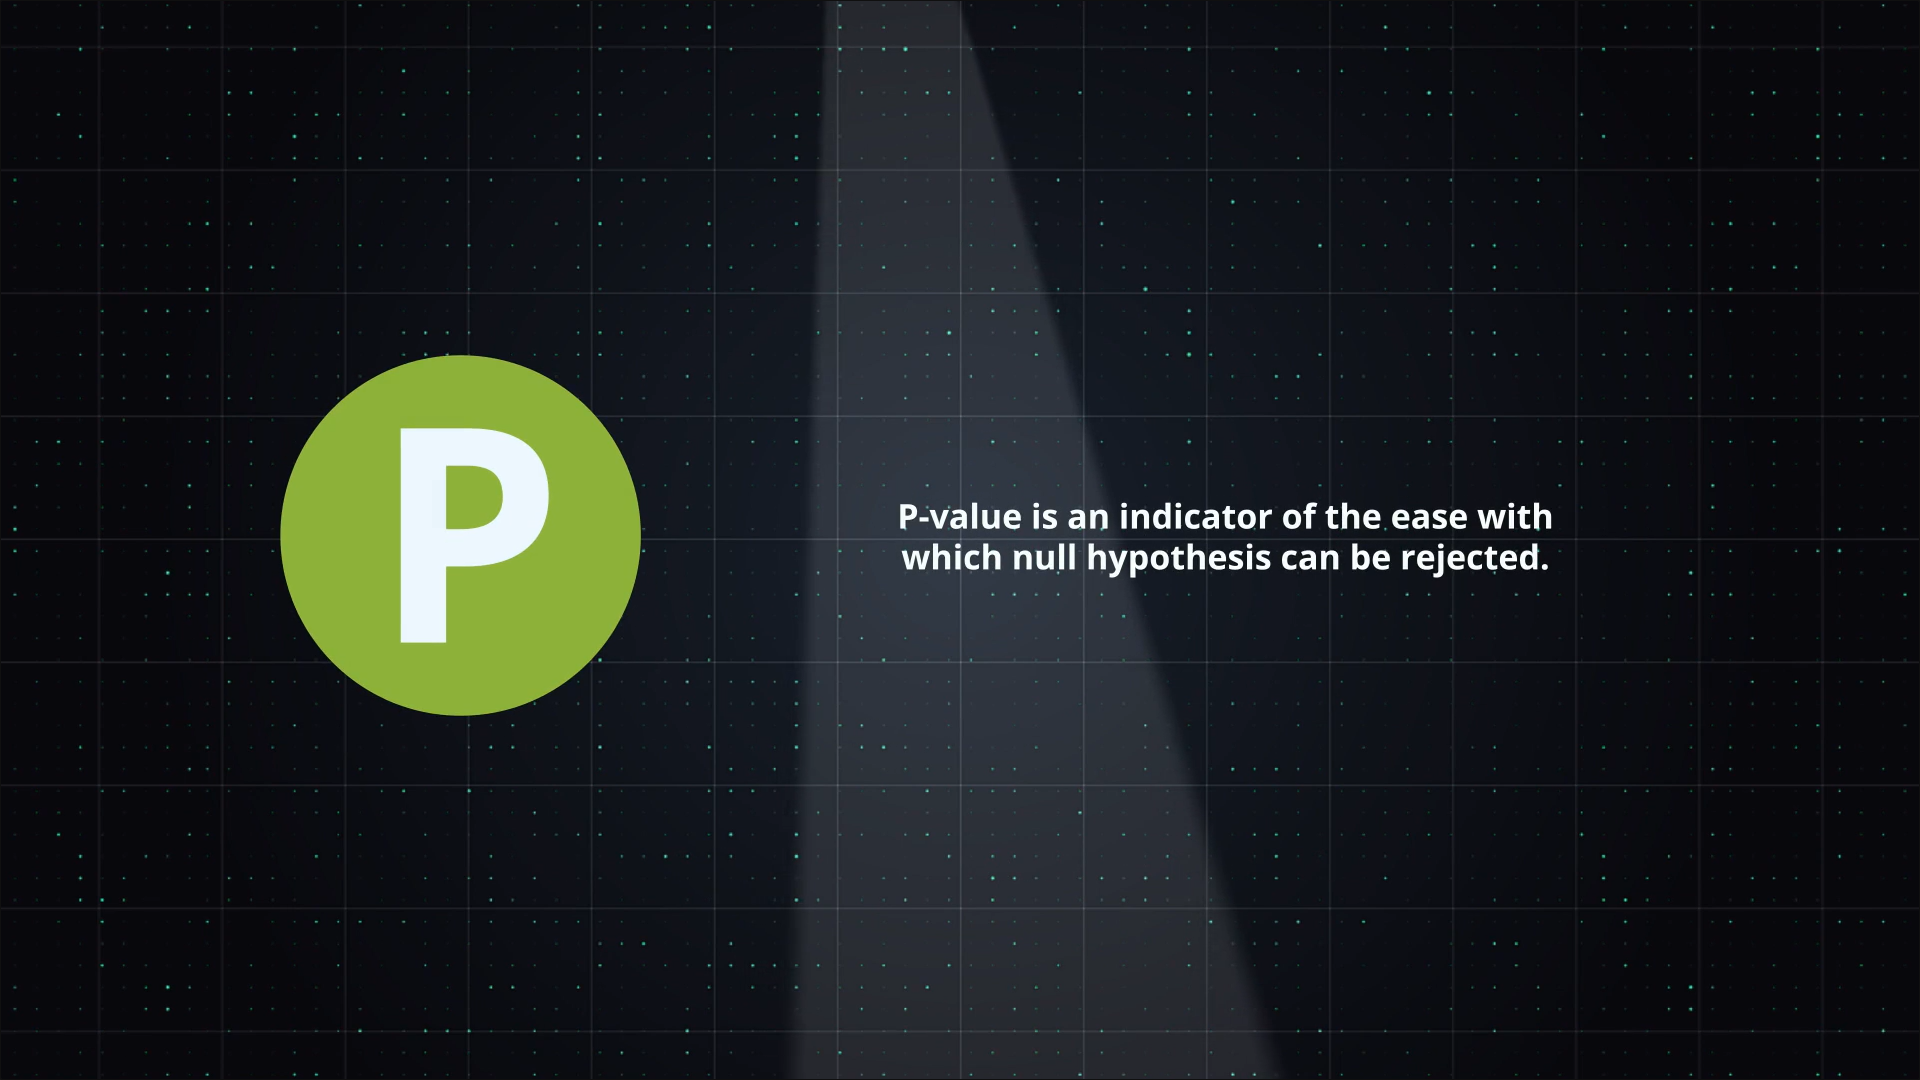 P
P-value is an indicator of the ease with
which null hypothesis can be rejected.